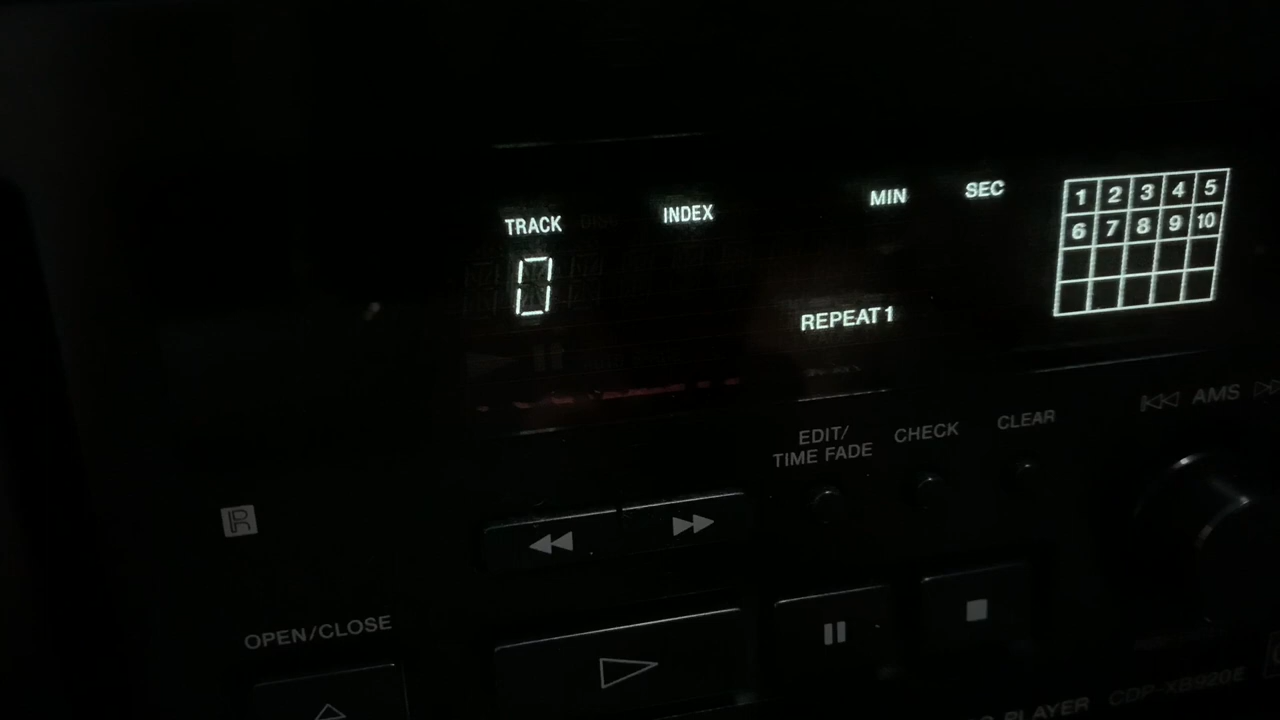 TRACK INDEX MIN SEC
0
REPEAT 1
1 2 3 4 5
6 7 8 9 10
EDIT/
TIME FADE
CHECK
CLEAR
AMS
OPEN/CLOSE
PLAYER CDP-XB920E